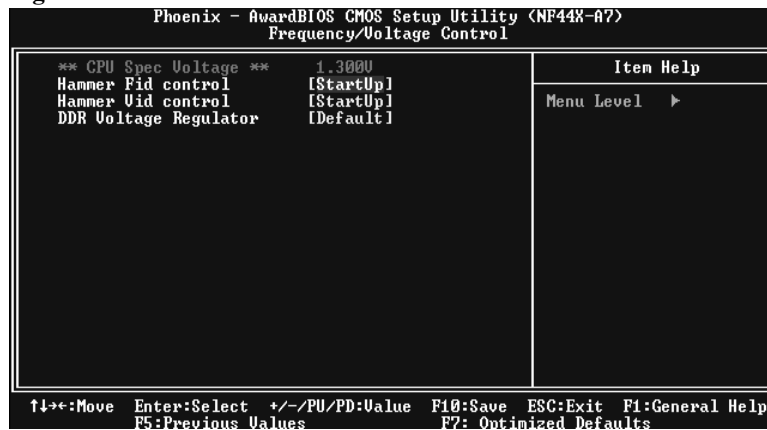 Phoenix - AwardBIOS CMOS Setup Utility (NF44X-A7)
Frequency/Voltage Control
** CPU Spec Voltage ** 1.300V
Hammer Fid control [StartUp]
Hammer Vid control [StartUp]
DDR Voltage Regulator [Default]
Item Help
Menu Level ▶
↑↓→←:Move Enter:Select +/-/PU/PD:Value F10:Save ESC:Exit F1:General Help
F5:Previous Values F7: Optimized Defaults